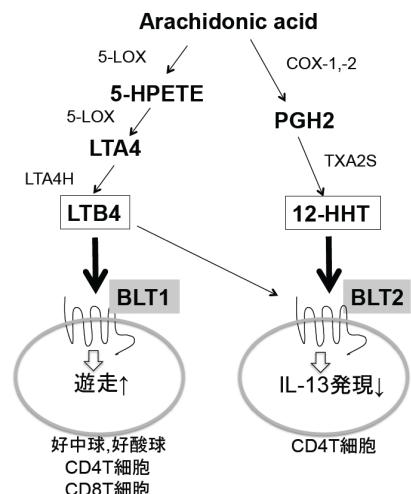 Arachidonic acid
5-LOX
COX-1,-2
5-HPETE
5-LOX
PGH2
LTA4
TXA2S
LTA4H
LTB4
12-HHT
BLT1
BLT2
遊走↑
IL-13発現↓
好中球,好酸球
CD4T細胞
CD4T細胞
CD8T細胞